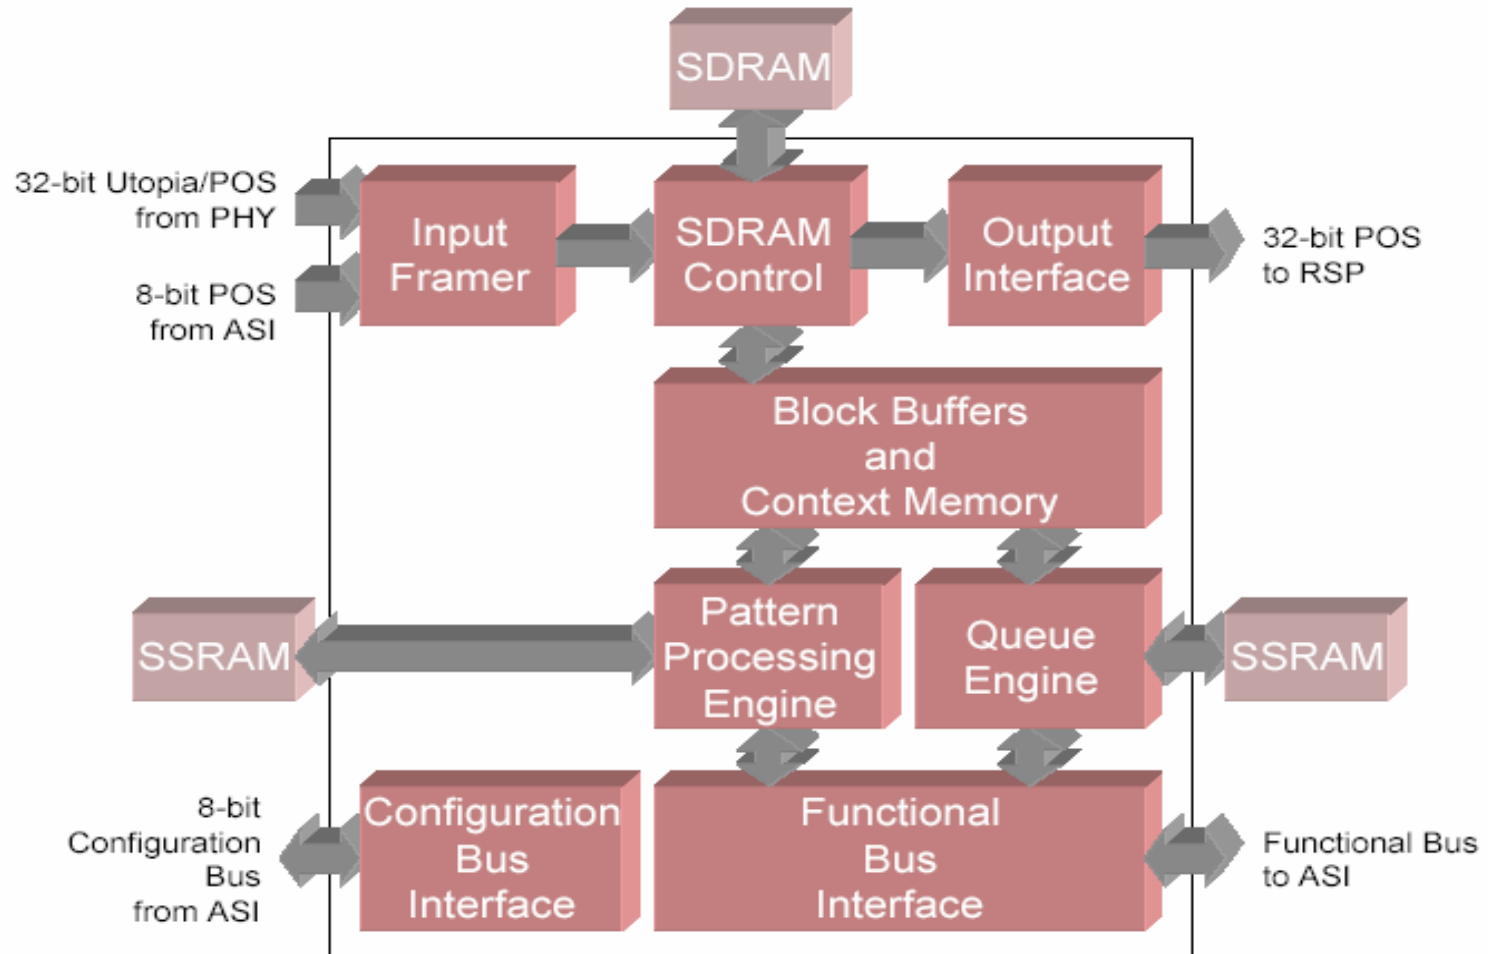 SDRAM
32-bit Utopia/POS
from PHY
8-bit POS
from ASI
Input
Framer
SDRAM
Control
Output
Interface
32-bit POS
to RSP
Block Buffers
and
Context Memory
SSRAM
Pattern
Processing
Engine
Queue
Engine
SSRAM
8-bit
Configuration
Bus
from ASI
Configuration
Bus
Interface
Functional
Bus
Interface
Functional Bus
to ASI